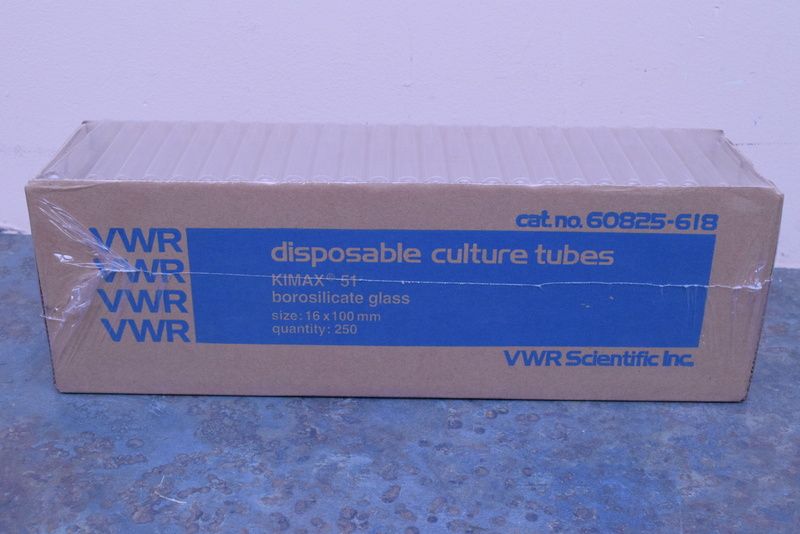 cat. no. 60825-618
VWR
VWR
VWR
VWR
disposable culture tubes
KIMAX® 51
borosilicate glass
size: 16 x 100 mm
quantity: 250
VWR Scientific Inc.